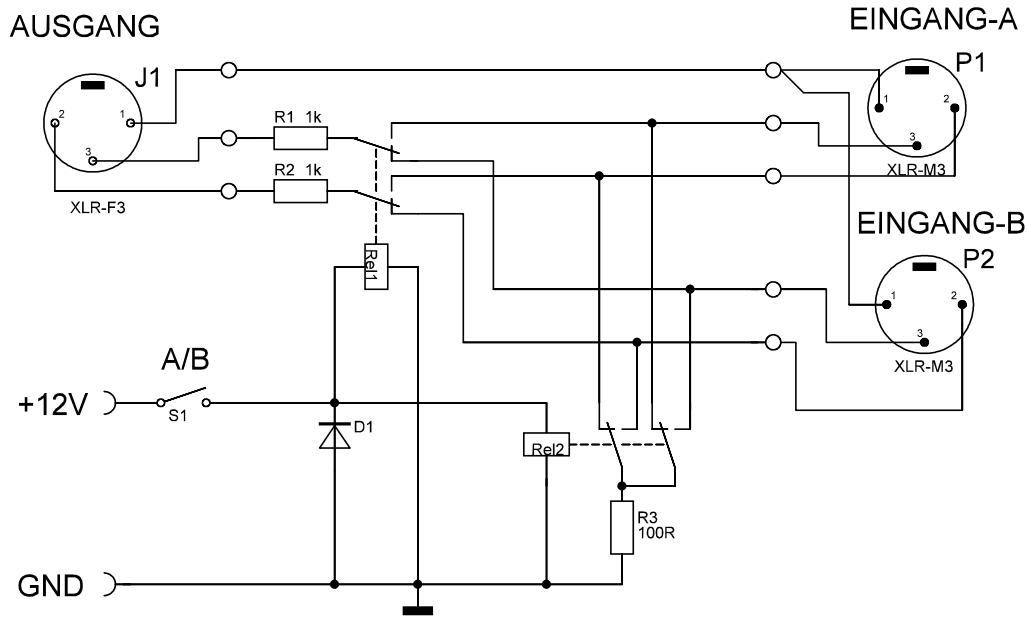 AUSGANG
EINGANG-A
J1
P1
2
1
3
R1 1k
1
2
3
R2 1k
XLR-F3
XLR-M3
EINGANG-B
P2
Rel1
1
2
3
XLR-M3
A/B
+12V
S1
D1
Rel2
R3
100R
GND